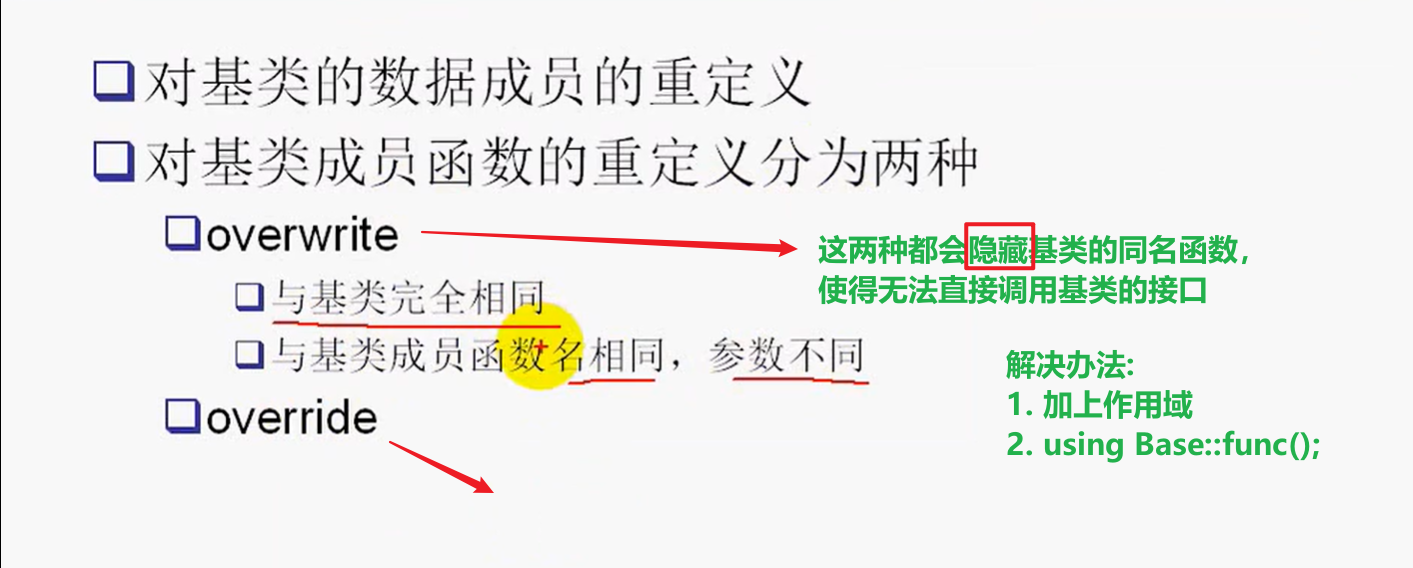 对基类的数据成员的重定义
对基类成员函数的重定义分为两种
overwrite
这两种都会隐藏基类的同名函数,
使得无法直接调用基类的接口
与基类完全相同
与基类成员函数名相同，参数不同
解决办法:
1. 加上作用域
2. using Base::func();
override